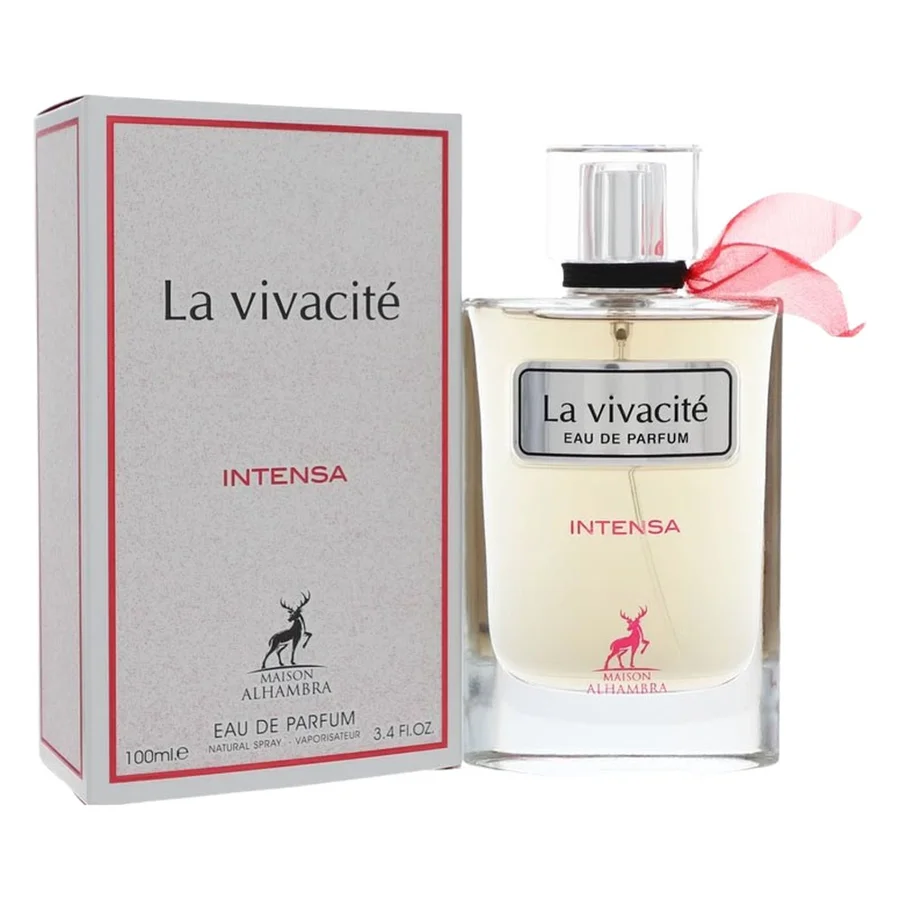 La vivacité
INTENSA
MAISON
ALHAMBRA
EAU DE PARFUM
NATURAL SPRAY - VAPORISATEUR
100ml.e
3.4 Fl.OZ.
La vivacité
EAU DE PARFUM
INTENSA
MAISON
ALHAMBRA